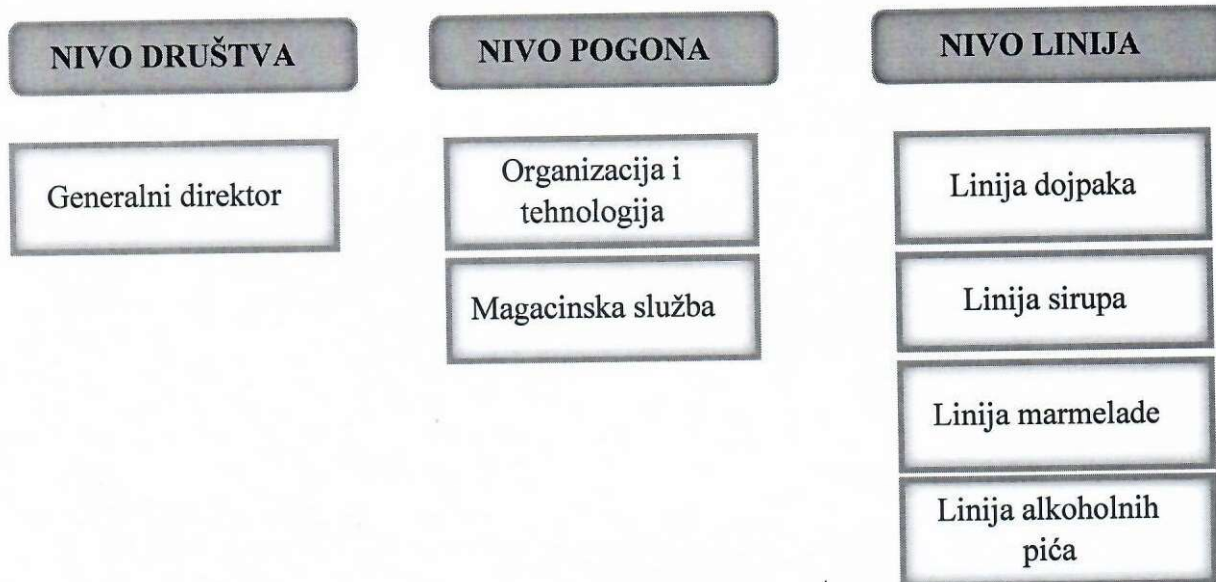 NIVO DRUŠTVA
Generalni direktor
NIVO POGONA
Organizacija i
tehnologija
Magacinska služba
NIVO LINIJA
Linija dojpaka
Linija sirupa
Linija marmelade
Linija alkoholnih
pića